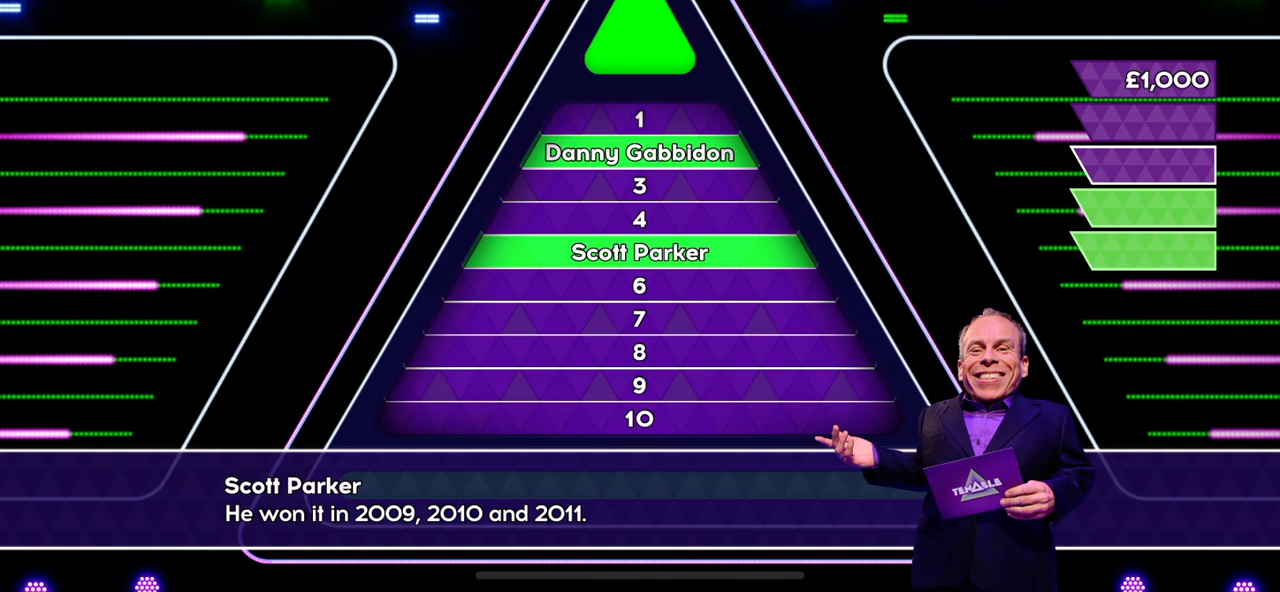 £1,000
1
Danny Gabbidon
3
4
Scott Parker
6
7
8
9
10
Scott Parker
He won it in 2009, 2010 and 2011.
TENABLE